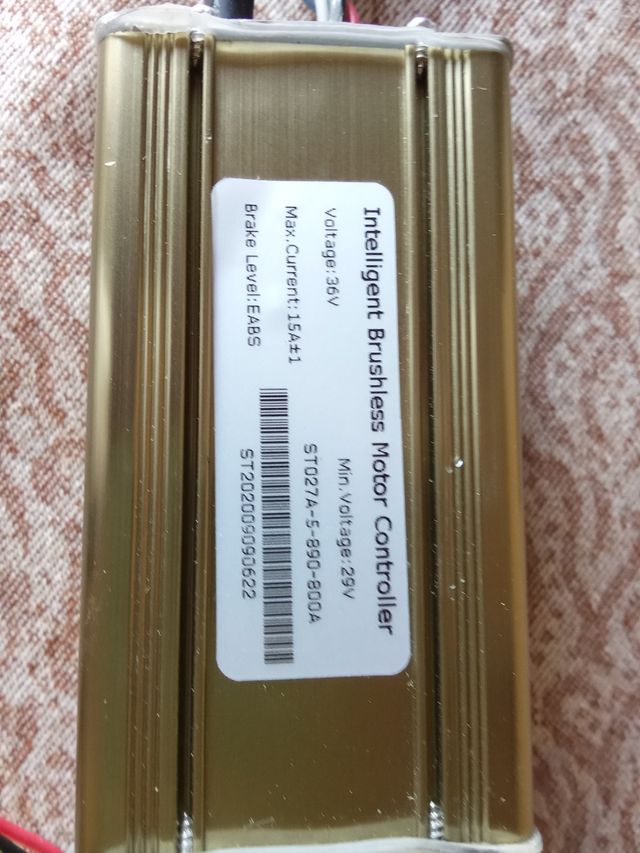 Intelligent Brushless Motor Controller
Voltage:36V Min.Voltage:29V
Max.Current:15A±1 ST027A-5-890-800A
Brake Level:EABS
ST202009090622